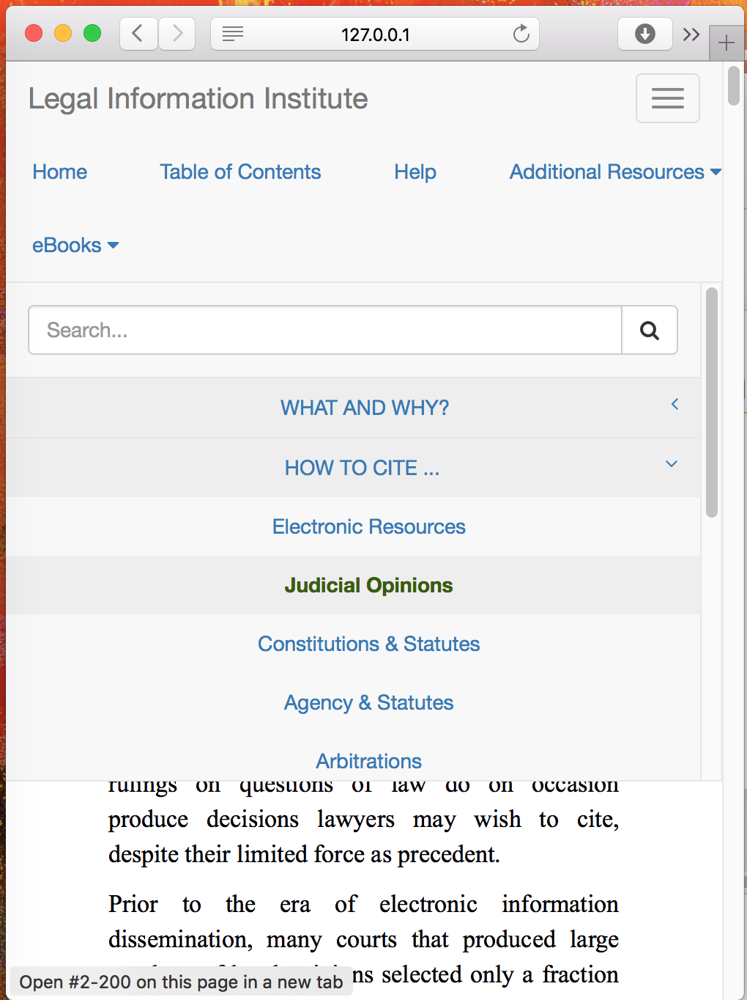 127.0.0.1
Legal Information Institute
Home Table of Contents Help Additional Resources
eBooks
Search...
WHAT AND WHY?
HOW TO CITE ...
Electronic Resources
Judicial Opinions
Constitutions & Statutes
Agency & Statutes
Arbitrations
rulings on questions of law do on occasion
produce decisions lawyers may wish to cite,
despite their limited force as precedent.
Prior to the era of electronic information
dissemination, many courts that produced large
selected only a fraction
Open #2-200 on this page in a new tab